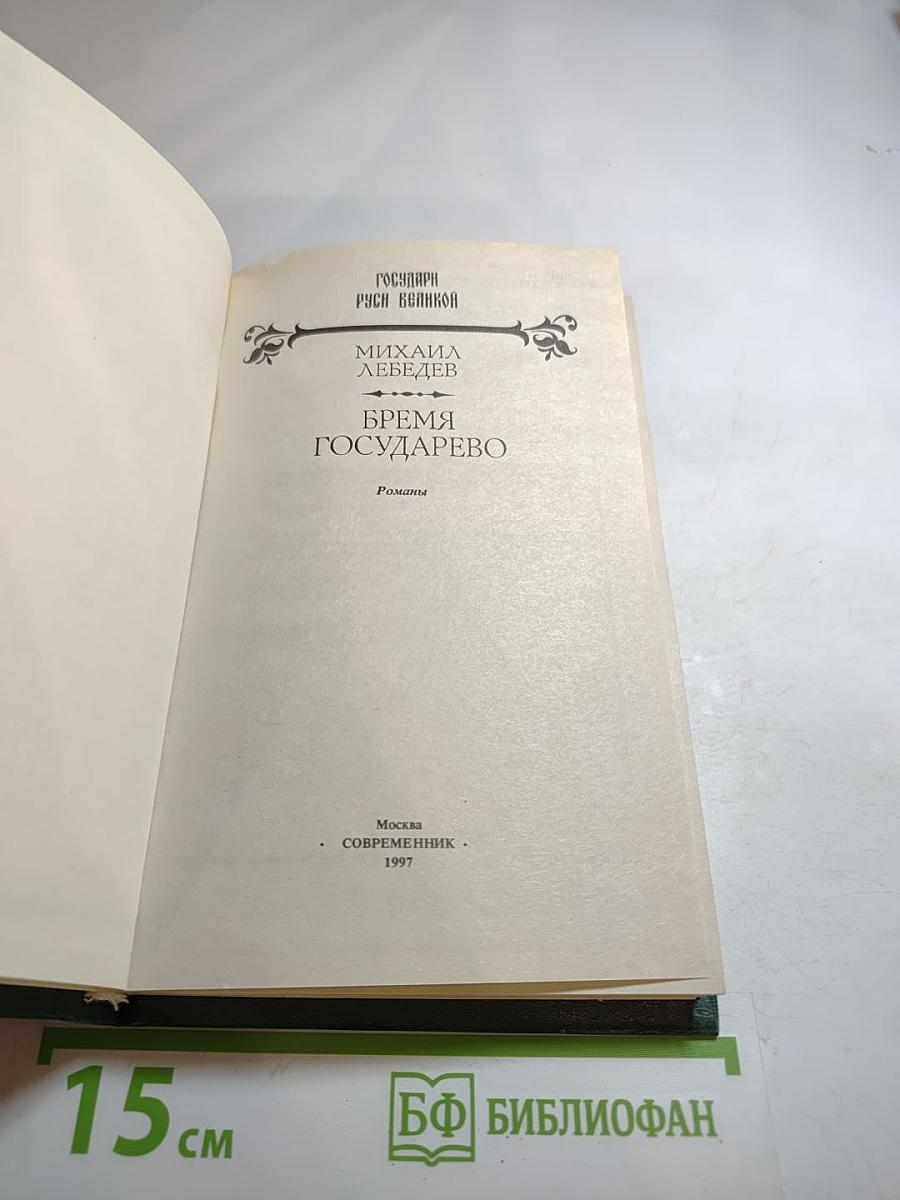 ГОСУДАРИ
РУСИ ВЕЛИКОЙ
МИХАИЛ
ЛЕБЕДЕВ
БРЕМЯ
ГОСУДАРЕВО
Романы
Москва
· СОВРЕМЕННИК ·
1997
15 см
БФ БИБЛИОФАН